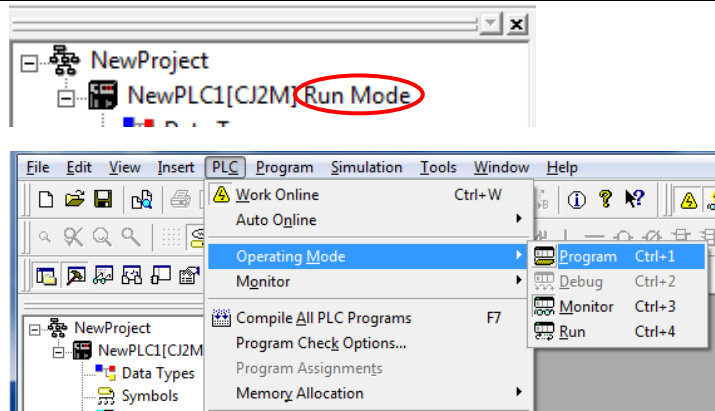 NewProject
NewPLC1[CJ2M] Run Mode
File Edit View Insert PLC Program Simulation Tools Window Help
Work Online Ctrl+W
Auto Online
Operating Mode
Program Ctrl+1
Debug Ctrl+2
Monitor
Monitor Ctrl+3
Run Ctrl+4
Compile All PLC Programs F7
Program Check Options...
Program Assignments
Memory Allocation
NewProject
NewPLC1[CJ2M
Data Types
Symbols